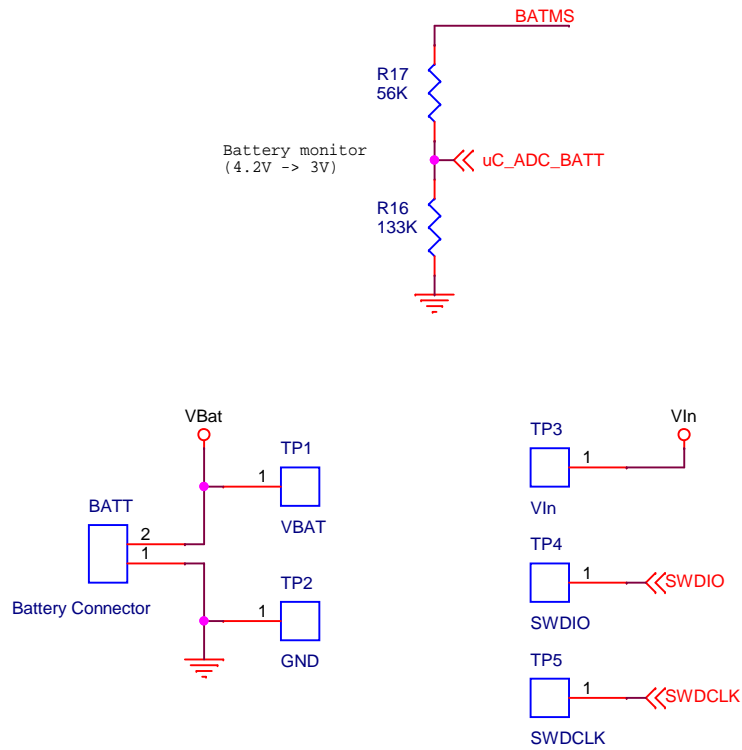 BATMS
R17
56K
Battery monitor
(4.2V -> 3V)
uC_ADC_BATT
R16
133K
VBat
TP1
1
VBAT
BATT
2
1
Battery Connector
TP2
1
GND
VIn
TP3
1
VIn
TP4
1
SWDIO
SWDIO
TP5
1
SWDCLK
SWDCLK